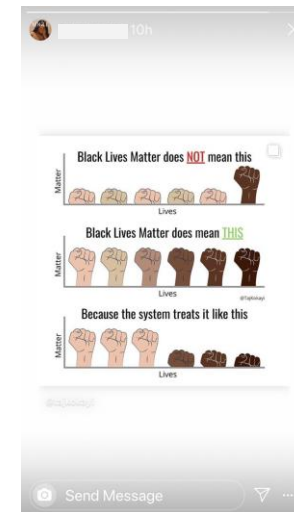 10h
Black Lives Matter does NOT mean this
Matter
Lives
Black Lives Matter does mean THIS
Matter
Lives
Because the system treats it like this
Matter
Lives
Send Message